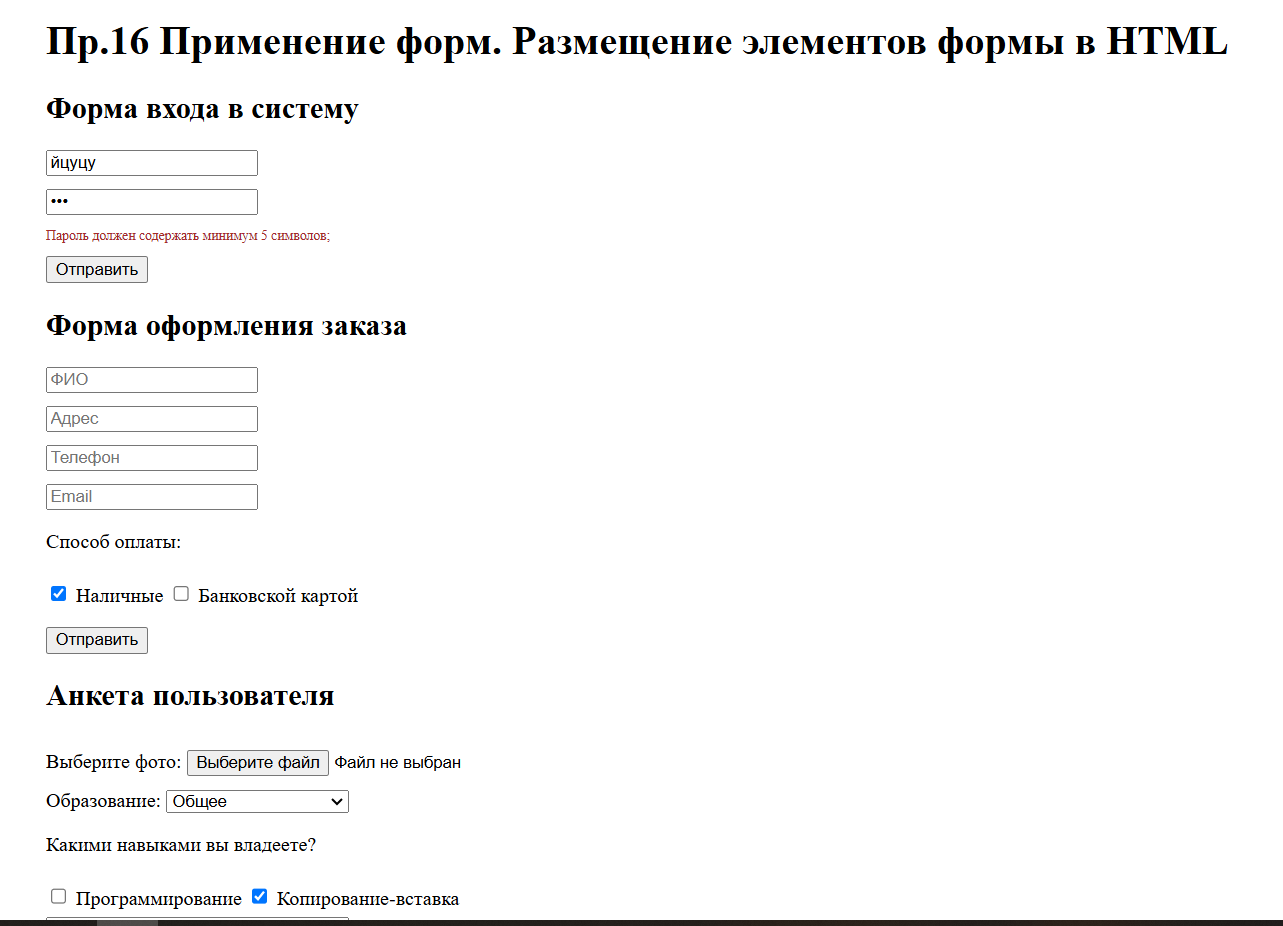 Пр.16 Применение форм. Размещение элементов формы в HTML
Форма входа в систему
йцуцу
•••
Пароль должен содержать минимум 5 символов;
Отправить
Форма оформления заказа
ФИО
Адрес
Телефон
Email
Способ оплаты:
Наличные Банковской картой
Отправить
Анкета пользователя
Выберите фото: Выберите файл Файл не выбран
Образование: Общее
Какими навыками вы владеете?
Программирование Копирование-вставка